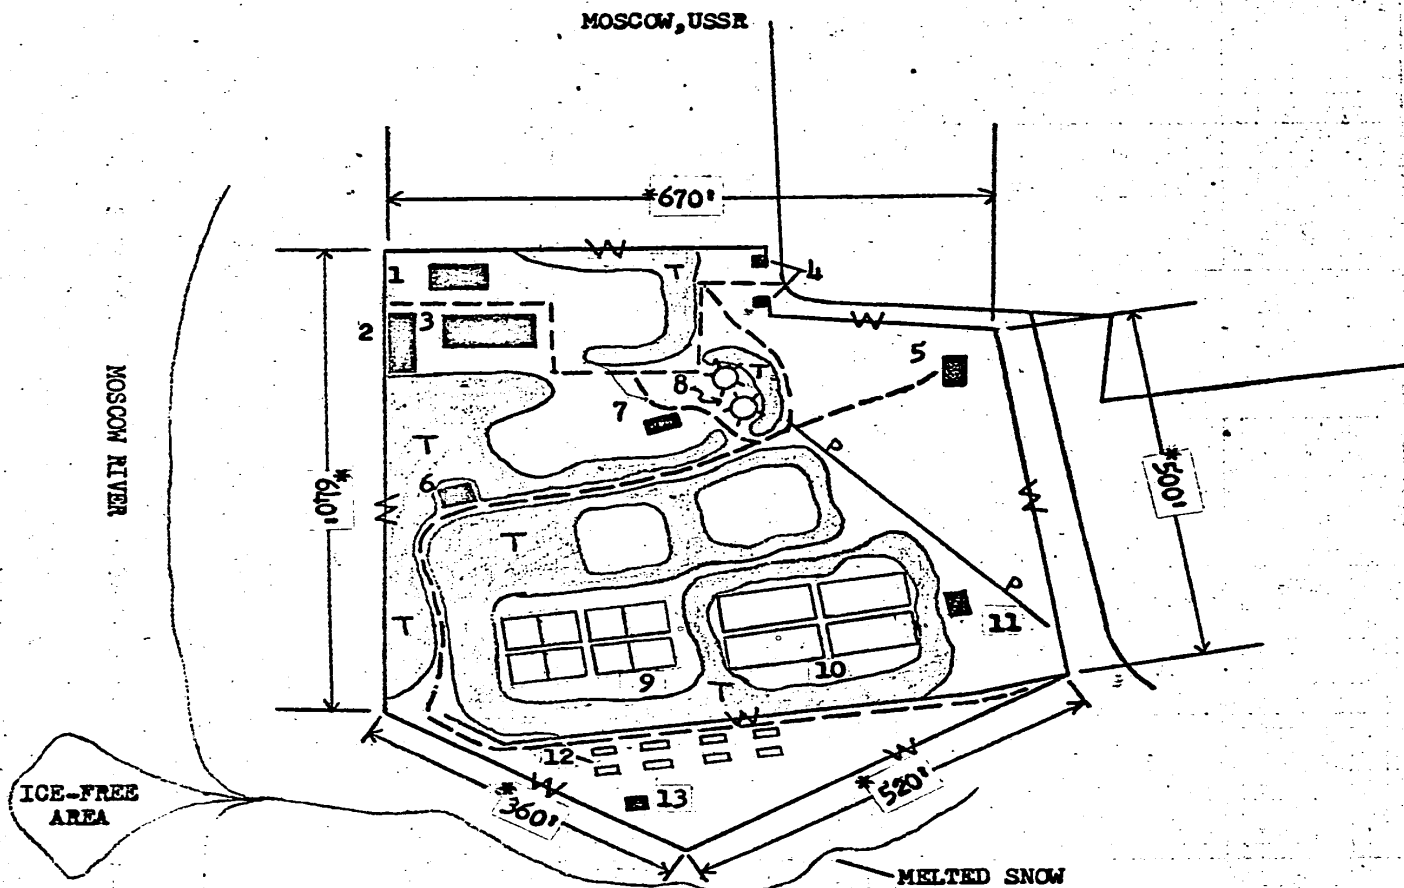 MOSCOW, USSR
*670'
W
1
T
4
3
2
W
5
T
8
7
MOSCOW RIVER
T
P
6
*640'
W
W
*500'
T
P
T
11
10
9
T
W
12
W
13
*520'
W
*360'
ICE-FREE
AREA
MELTED SNOW